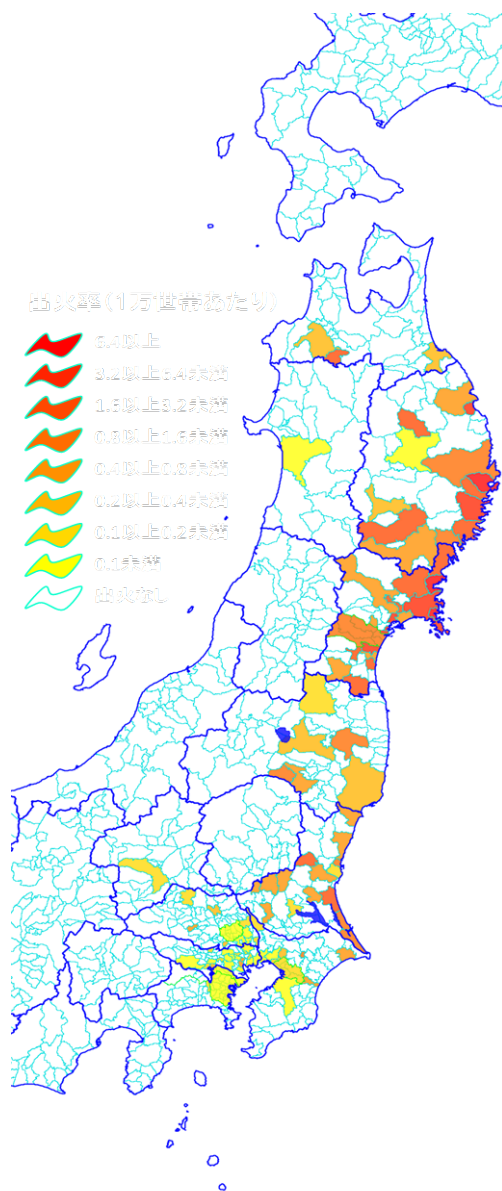 出火率(1万世帯あたり)
6.4以上
3.2以上6.4未満
1.6以上3.2未満
0.8以上1.6未満
0.4以上0.8未満
0.2以上0.4未満
0.1以上0.2未満
0.1未満
出火なし